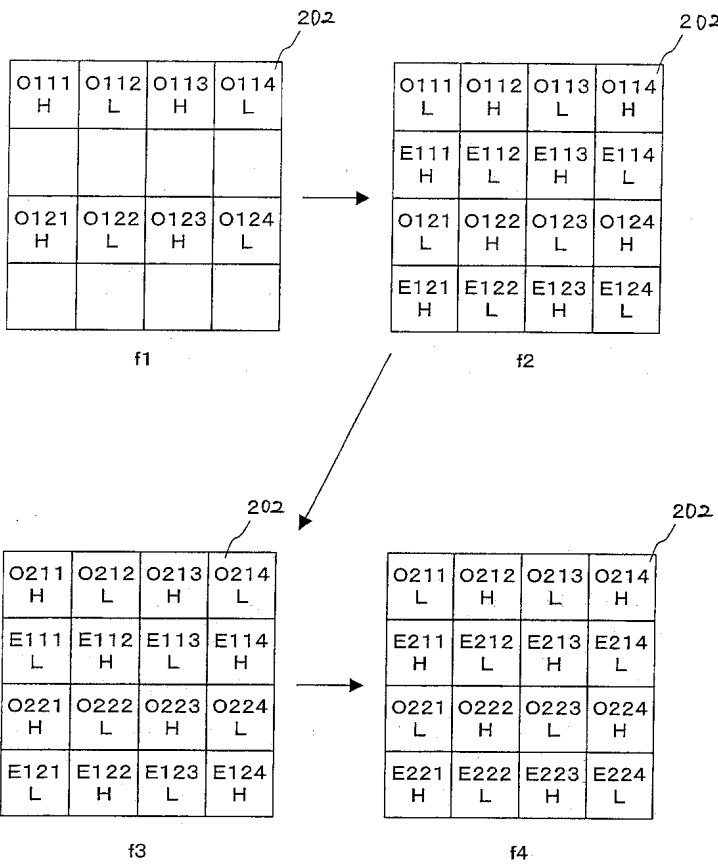 202
202
O111 O112 O113 O114
H L H L
O121 O122 O123 O124
H L H L
f1
O111 O112 O113 O114
L H L H
E111 E112 E113 E114
H L H L
O121 O122 O123 O124
L H L H
E121 E122 E123 E124
H L H L
f2
202
202
O211 O212 O213 O214
H L H L
E111 E112 E113 E114
L H L H
O221 O222 O223 O224
H L H L
E121 E122 E123 E124
L H L H
f3
O211 O212 O213 O214
L H L H
E211 E212 E213 E214
H L H L
O221 O222 O223 O224
L H L H
E221 E222 E223 E224
H L H L
f4